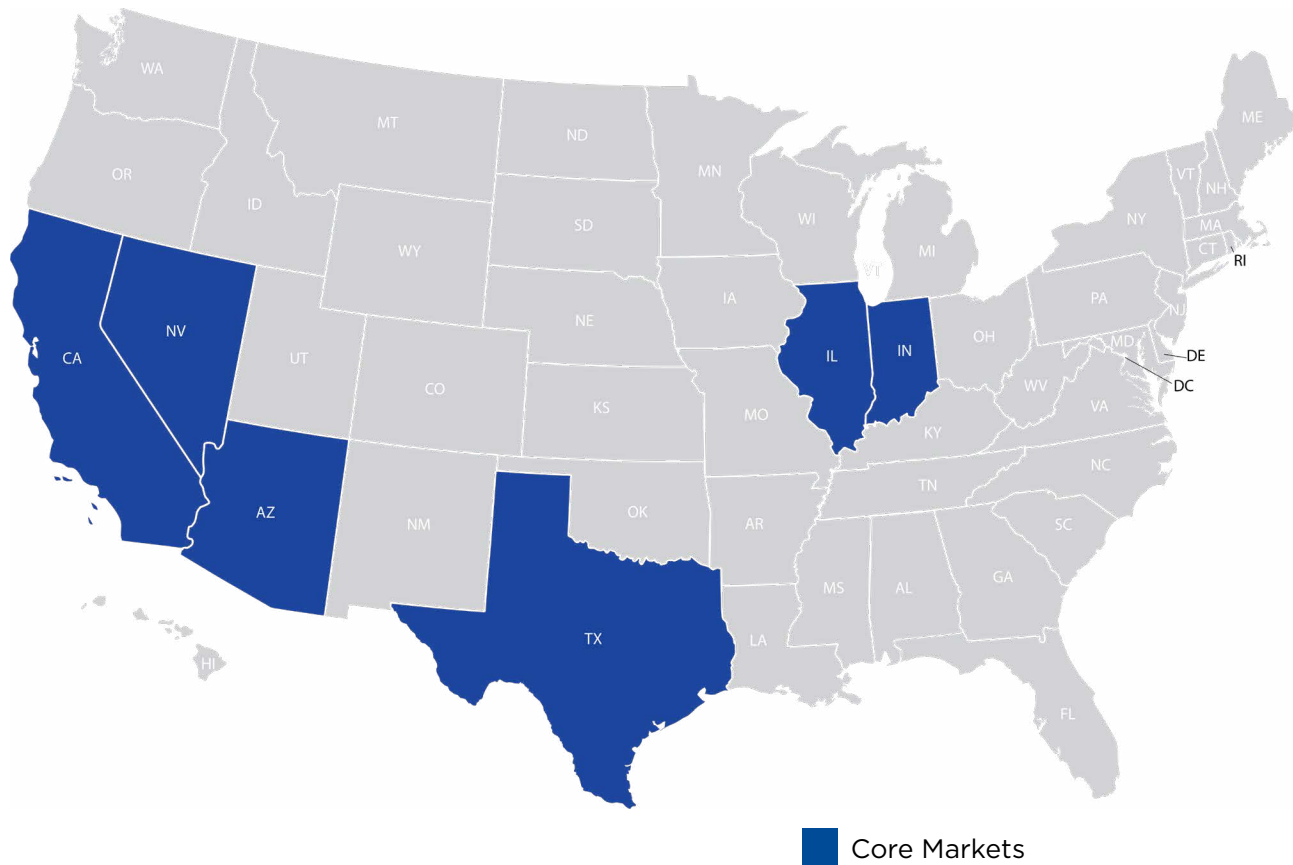 WA
MT
ND
MN
ME
OR
ID
SD
WI
VT
NH
NY
MA
WY
MI
CT
RI
VT
IA
PA
NE
NJ
NV
CA
UT
IL
IN
OH
MD
DE
CO
DC
KS
MO
WV
VA
KY
NC
TN
AZ
NM
OK
AR
SC
MS
AL
GA
TX
LA
HI
FL
Core Markets